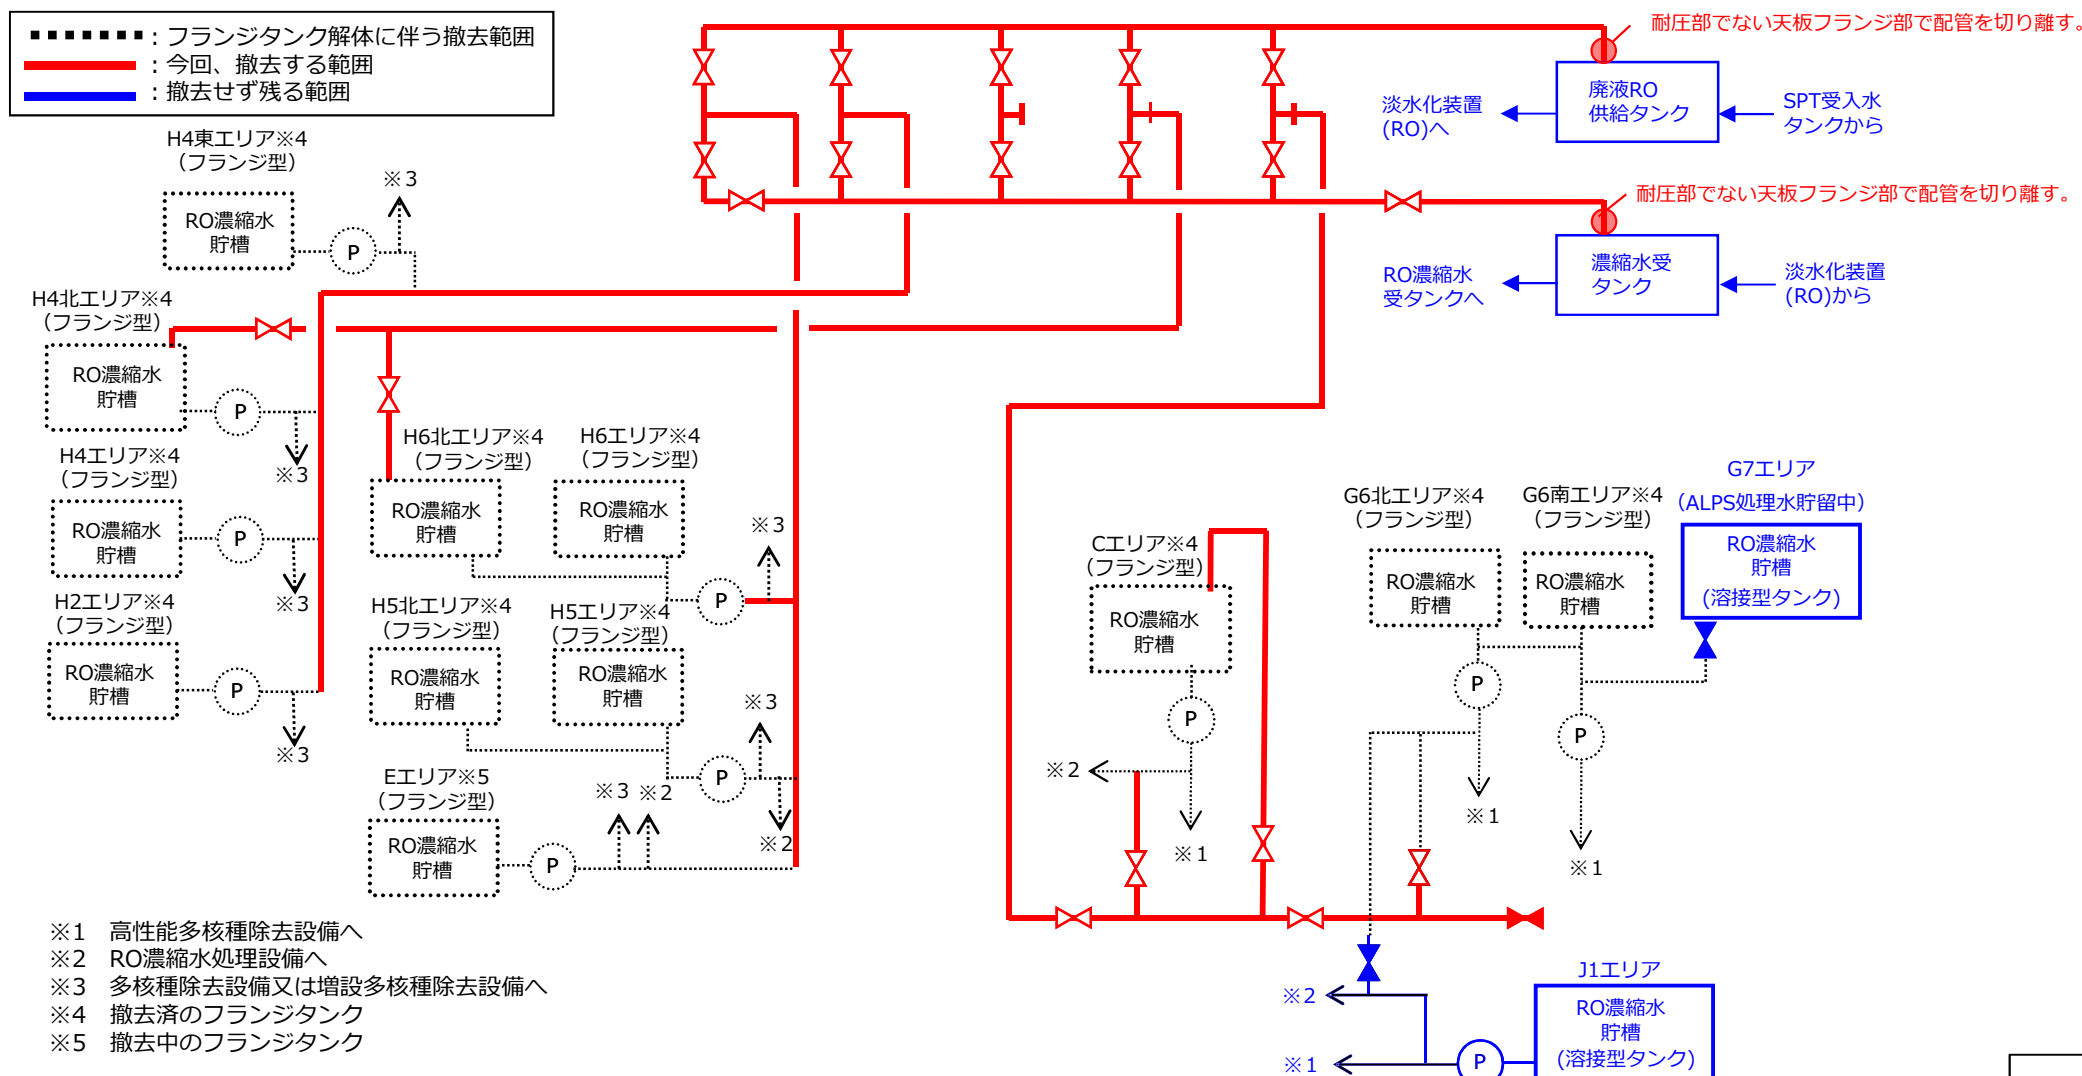 ：フランジタンク解体に伴う撤去範囲
：今回、撤去する範囲
：撤去せず残る範囲
耐圧部でない天板フランジ部で配管を切り離す。
廃液RO
供給タンク
淡水化装置
(RO)へ
SPT受入水
タンクから
耐圧部でない天板フランジ部で配管を切り離す。
濃縮水受
タンク
RO濃縮水
受タンクへ
淡水化装置
(RO)から
H4東エリア※4
（フランジ型）
RO濃縮水
貯槽
P
※3
H4北エリア※4
（フランジ型）
RO濃縮水
貯槽
P
※3
H4エリア※4
（フランジ型）
RO濃縮水
貯槽
P
※3
H2エリア※4
（フランジ型）
RO濃縮水
貯槽
P
※3
H6北エリア※4
（フランジ型）
RO濃縮水
貯槽
H6エリア※4
（フランジ型）
RO濃縮水
貯槽
P
※3
H5北エリア※4
（フランジ型）
RO濃縮水
貯槽
H5エリア※4
（フランジ型）
RO濃縮水
貯槽
P
※3
※2
Eエリア※5
（フランジ型）
RO濃縮水
貯槽
P
※3
※2
Cエリア※4
（フランジ型）
RO濃縮水
貯槽
P
※2
※1
G6北エリア※4
（フランジ型）
RO濃縮水
貯槽
P
※1
G6南エリア※4
（フランジ型）
RO濃縮水
貯槽
P
※1
G7エリア
（ALPS処理水貯留中）
RO濃縮水
貯槽
(溶接型タンク)
J1エリア
RO濃縮水
貯槽
(溶接型タンク)
P
※2
※1
※1　高性能多核種除去設備へ
※2　RO濃縮水処理設備へ
※3　多核種除去設備又は増設多核種除去設備へ
※4　撤去済のフランジタンク
※5　撤去中のフランジタンク